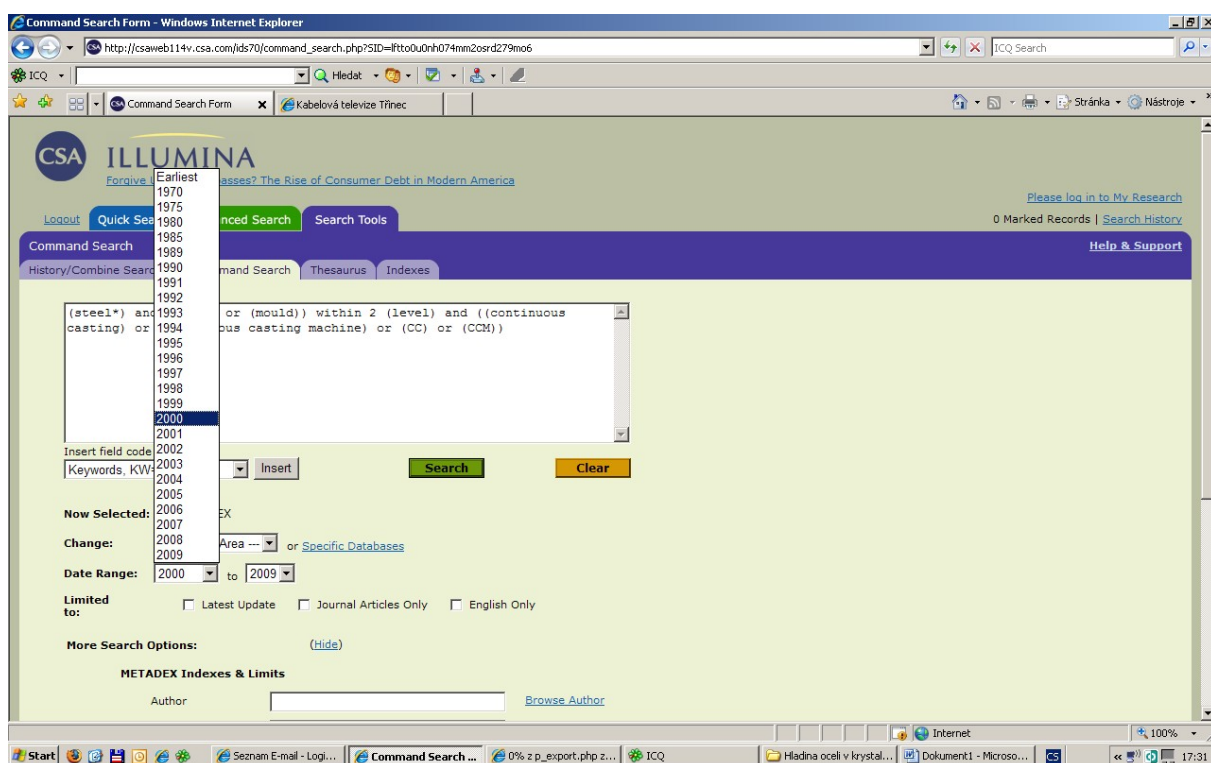 Command Search Form - Windows Internet Explorer
http://csaweb114v.csa.com/ids70/command_search.php?SID=lftto0u0nh074mm2osrd279mo6
ICQ Search
ICQ
Hledat
Command Search Form
Kabelová televize Třinec
Stránka
Nástroje
CSA
ILLUMINA
Forgive U
asses? The Rise of Consumer Debt in Modern America
Please log in to My Research
Logout
Quick Sea
nced Search
Search Tools
0 Marked Records | Search History
Command Search
Help & Support
History/Combine Searc
mand Search
Thesaurus
Indexes
(steel*) and
or (mould)) within 2 (level) and ((continuous
casting) or
ous casting machine) or (CC) or (CCM))
Earliest
1970
1975
1980
1985
1989
1990
1991
1992
1993
1994
1995
1996
1997
1998
1999
2000
2001
2002
2003
2004
2005
2006
2007
2008
2009
Insert field code
Keywords, KW=
Insert
Search
Clear
Now Selected:
EX
Change:
Area ---
or Specific Databases
Date Range:
2000
to
2009
Limited
to:
Latest Update
Journal Articles Only
English Only
More Search Options:
(Hide)
METADEX Indexes & Limits
Author
Browse Author
Internet
100%
Start
Seznam E-mail - Logi...
Command Search ...
0% z p_export.php z...
ICQ
Hladina oceli v krystal...
Dokument1 - Microso...
CS
17:31